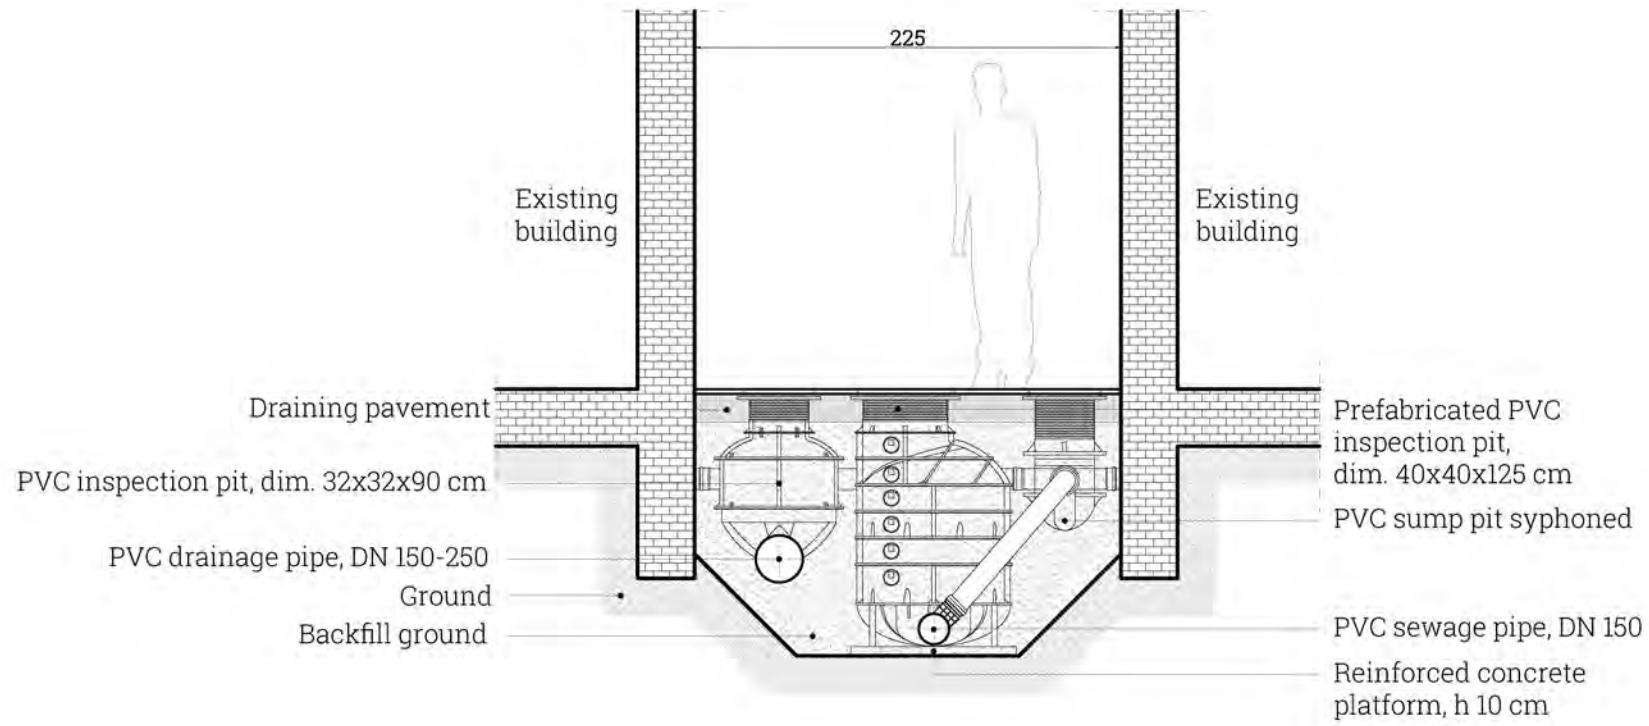 225
Existing
building
Existing
building
Draining pavement
PVC inspection pit, dim. 32x32x90 cm
PVC drainage pipe, DN 150-250
Ground
Backfill ground
Prefabricated PVC
inspection pit,
dim. 40x40x125 cm
PVC sump pit syphoned
PVC sewage pipe, DN 150
Reinforced concrete
platform, h 10 cm